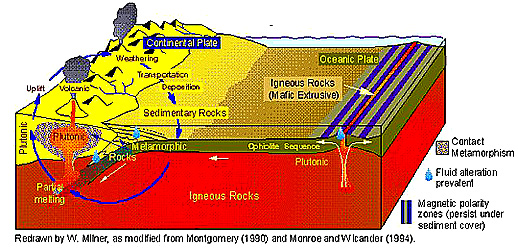 Continental Plate
Weathering
Transportation
Deposition
Oceanic Plate
Uplift
Volcanic
Igneous Rocks
(Mafic Extrusive)
Sedimentary Rocks
Plutonic
Plutonic
Metamorphic
Rocks
Ophiolite Sequence
Plutonic
Partial
melting
Igneous Rocks
Contact
Metamorphism
Fluid alteration
prevalent
Magnetic polarity
zones (persist under
sediment cover)
Redrawn by W. Milner, as modified from Montgomery (1990) and Monroe and Wicander (1994).